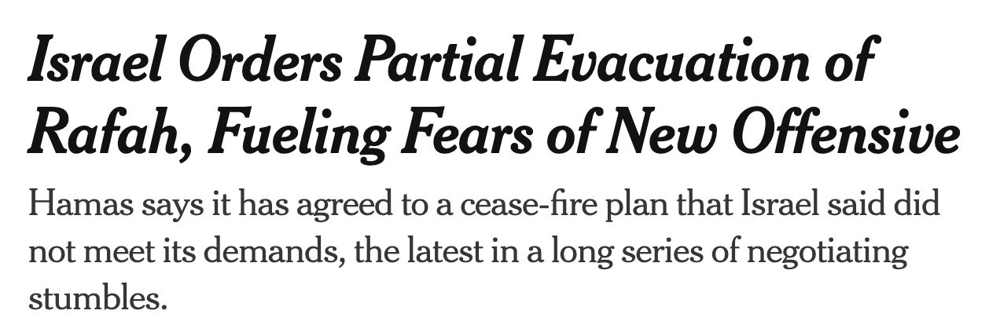 Israel Orders Partial Evacuation of
Rafah, Fueling Fears of New Offensive
Hamas says it has agreed to a cease-fire plan that Israel said did
not meet its demands, the latest in a long series of negotiating
stumbles.